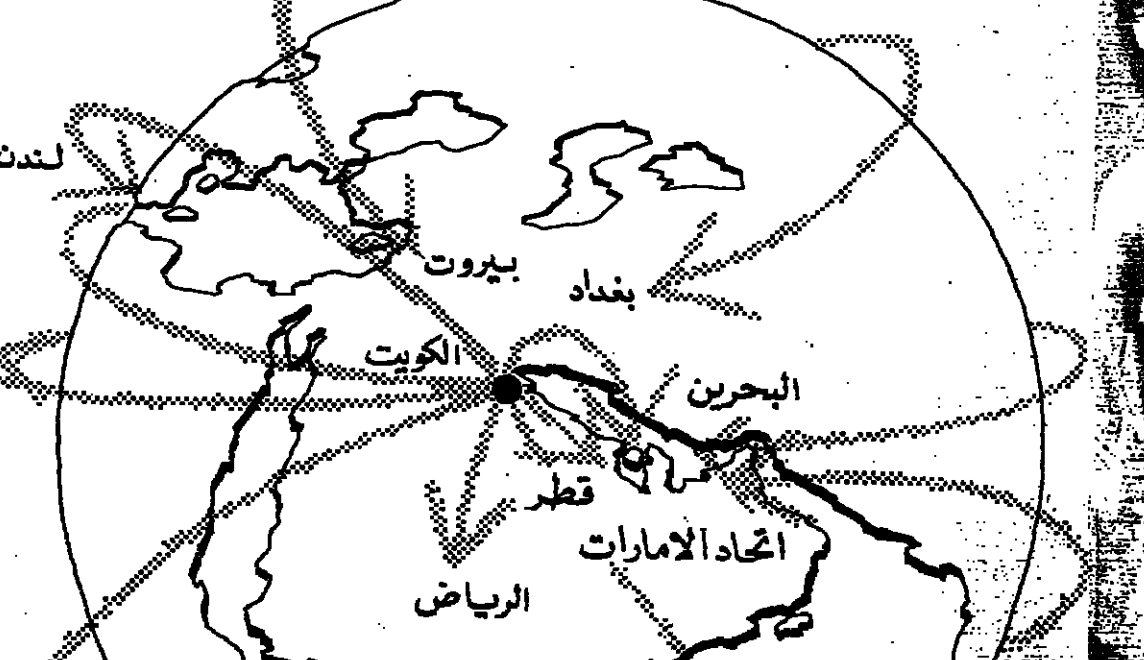 لندن
بيروت
بغداد
الكويت
البحرين
قطر
اتحاد الامارات
الرياض